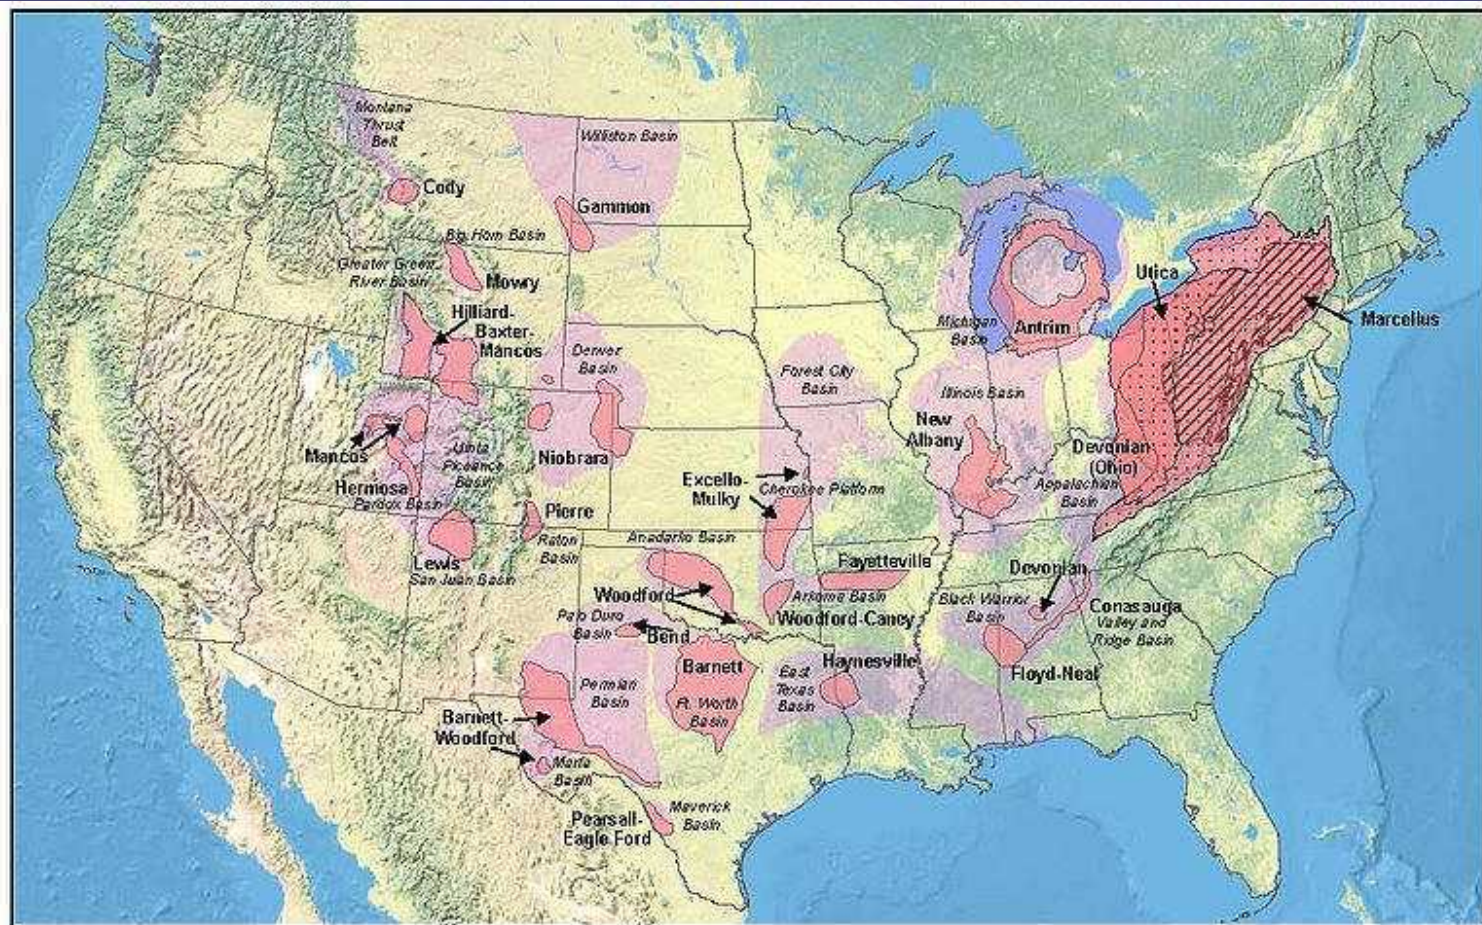 Montana
Thrust
Belt
Cody
Williston Basin
Gammon
Big Horn Basin
Greater Green
River Basin
Mowry
Hilliard-
Baxter-
Mancos
Denver
Basin
Michigan
Basin
Antrim
Utica
Marcellus
Forest City
Basin
Illinois Basin
New
Albany
Devonian
(Ohio)
Appalachian
Basin
Mancos
Uinta
Piceance
Basin
Niobrara
Hermosa
Paradox Basin
Excello-
Mulky
Cherokee Platform
Pierre
Raton
Basin
Anadarko Basin
Lewis
San Juan Basin
Fayetteville
Devonian
Woodford
Arkoma Basin
Woodford-Caney
Black Warrior
Basin
Conasauga
Valley and
Ridge Basin
Palo Duro
Basin
Bend
Barnett
Ft. Worth
Basin
Haynesville
East
Texas
Basin
Floyd-Neal
Permian
Basin
Barnett-
Woodford
Marfa
Basin
Pearsall-
Eagle Ford
Maverick
Basin